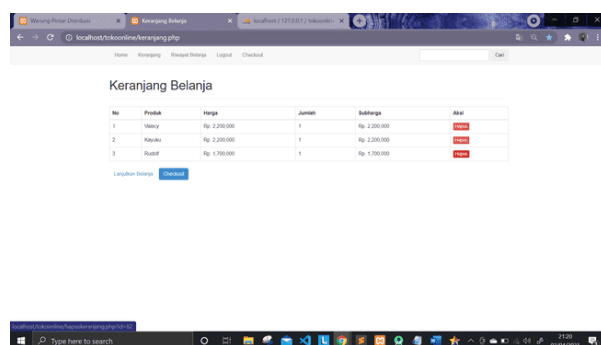 Warung Pintar Distribusi
Keranjang Belanja
localhost / 127.0.0.1 / tokoonlin
localhost/tokoonline/keranjang.php
Home Keranjang Riwayat Belanja Logout Checkout
Cari
Keranjang Belanja
No Produk Harga Jumlah Subharga Aksi
1 Valecy Rp. 2,200,000 1 Rp. 2,200,000 Hapus
2 Kayuku Rp. 2,200,000 1 Rp. 2,200,000 Hapus
3 Rudolf Rp. 1,700,000 1 Rp. 1,700,000 Hapus
Lanjutkan Belanja Checkout
localhost/tokoonline/hapuskeranjang.php?id=62
Type here to search
21:20